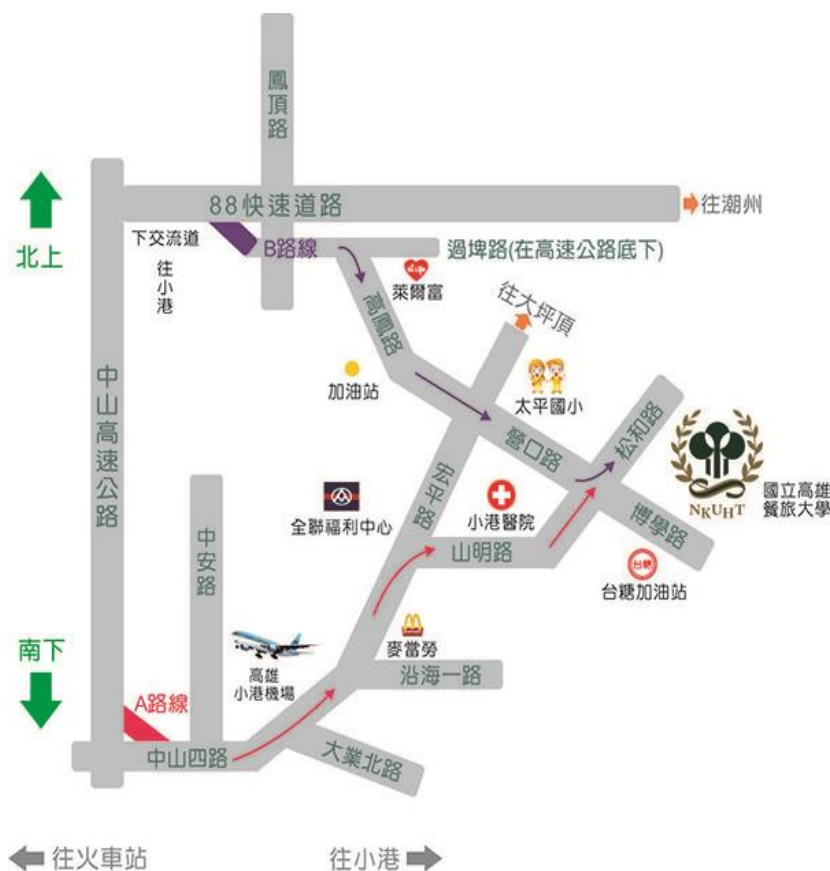 鳳頂路
88快速道路
往潮州
北上
下交流道
往小港
B路線
過埤路(在高速公路底下)
萊爾富
往大坪頂
高鳳路
加油站
太平國小
中山高速公路
營口路
松和路
宏平路
全聯福利中心
小港醫院
NKUHT
國立高雄
餐旅大學
中安路
山明路
博學路
台糖
台糖加油站
麥當勞
南下
高雄
小港機場
沿海一路
A路線
中山四路
大業北路
往火車站
往小港